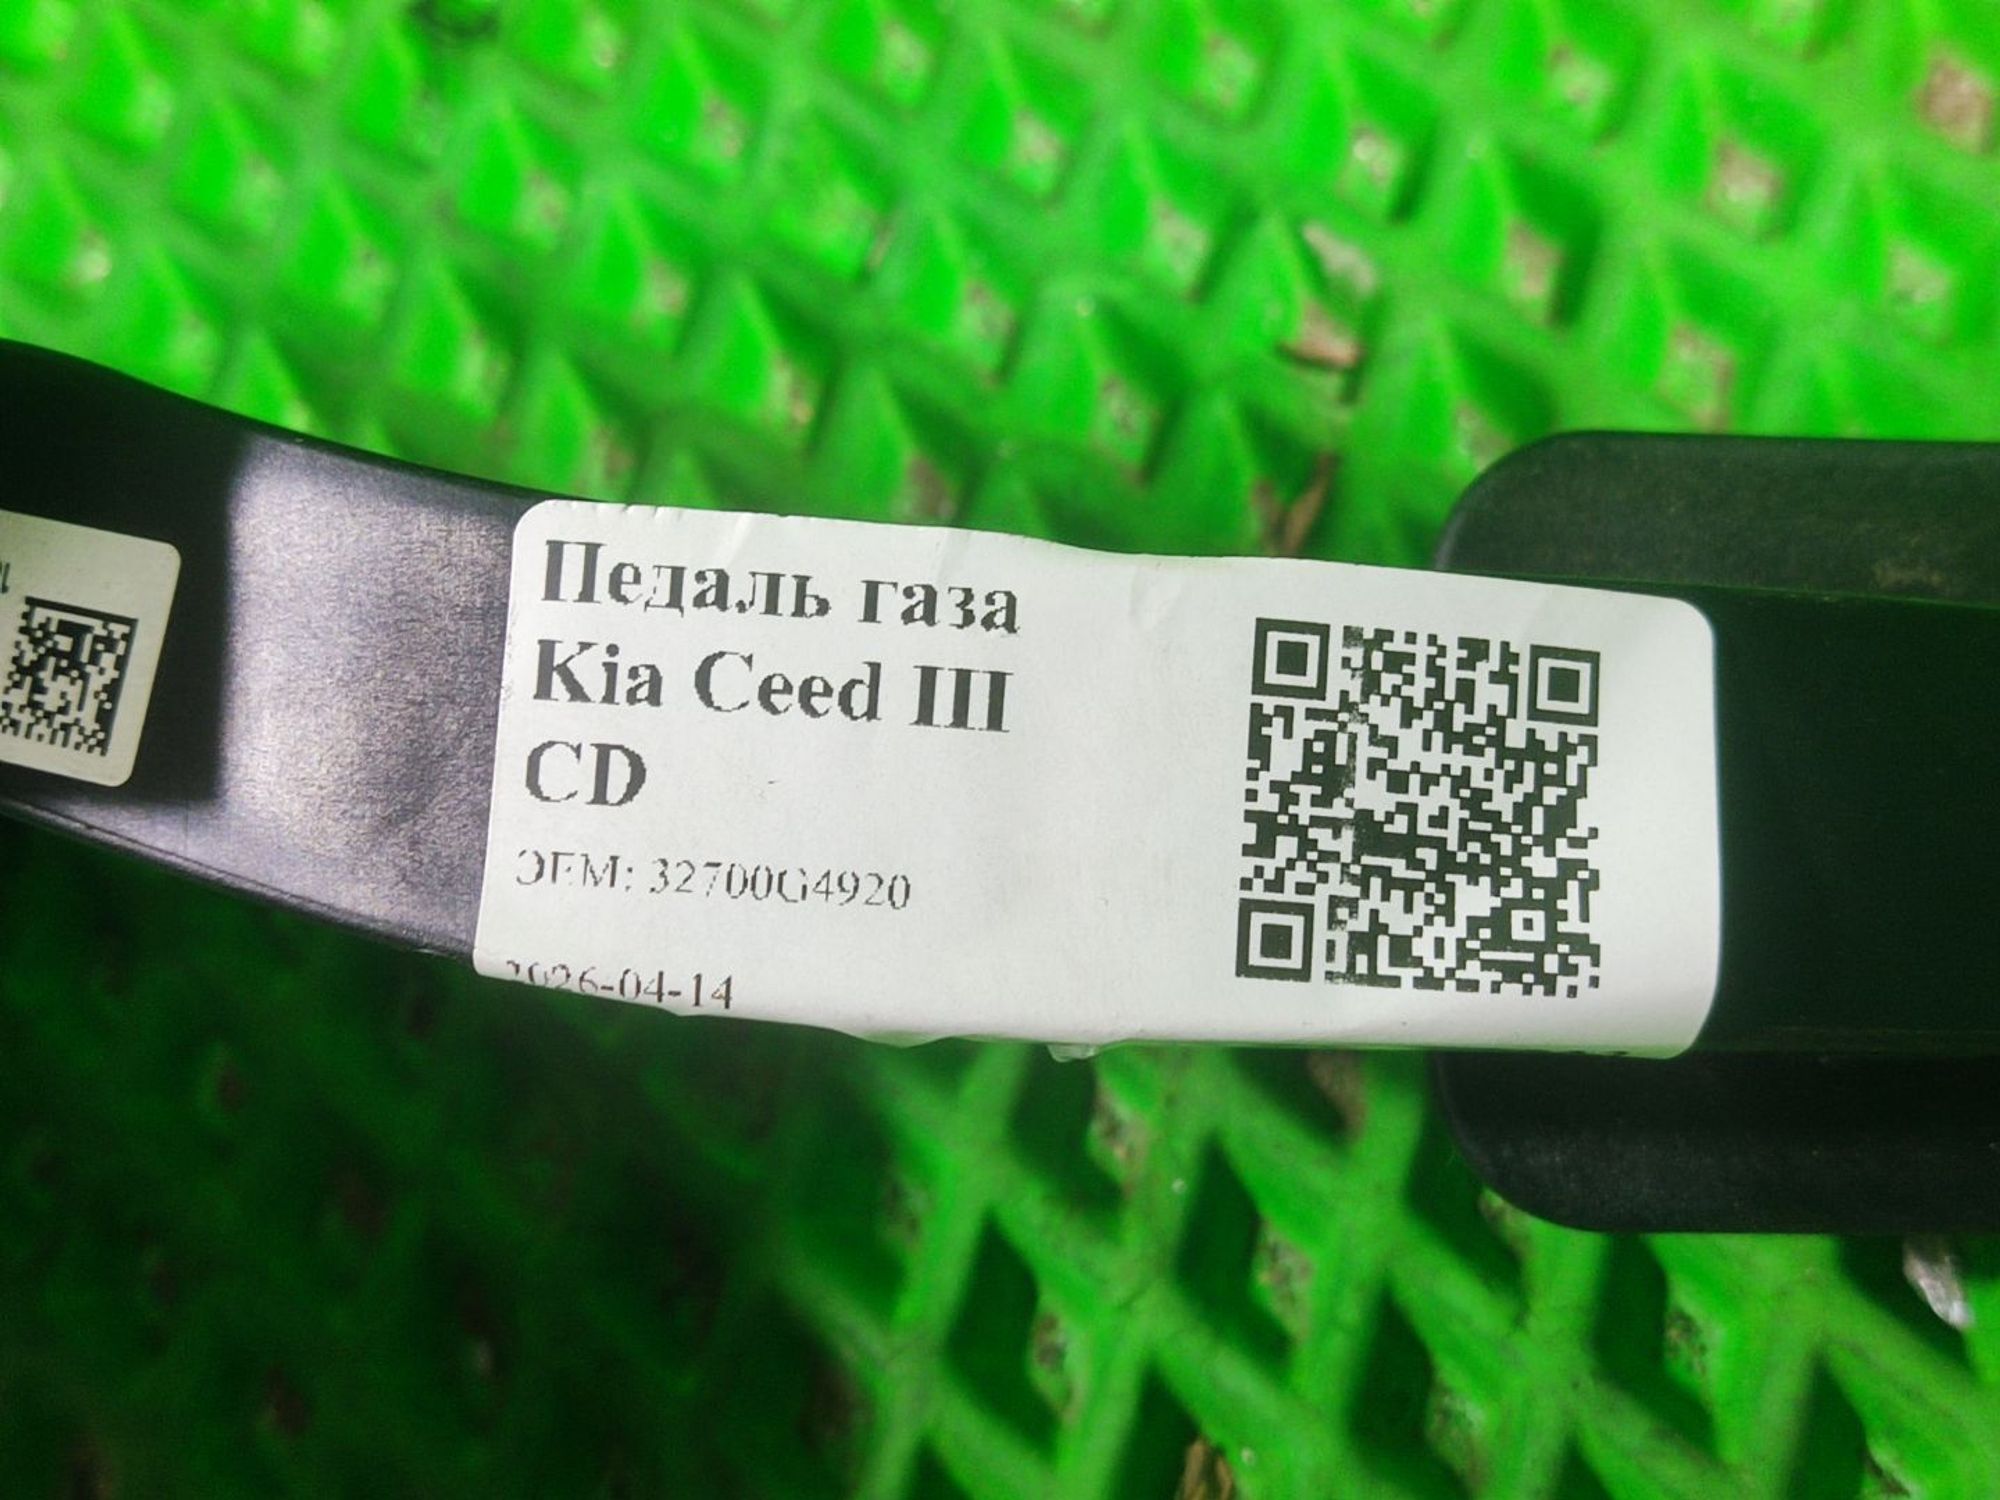 Педаль газа
Kia Ceed III
CD
ОЕМ: 32700G4920
2026-04-14